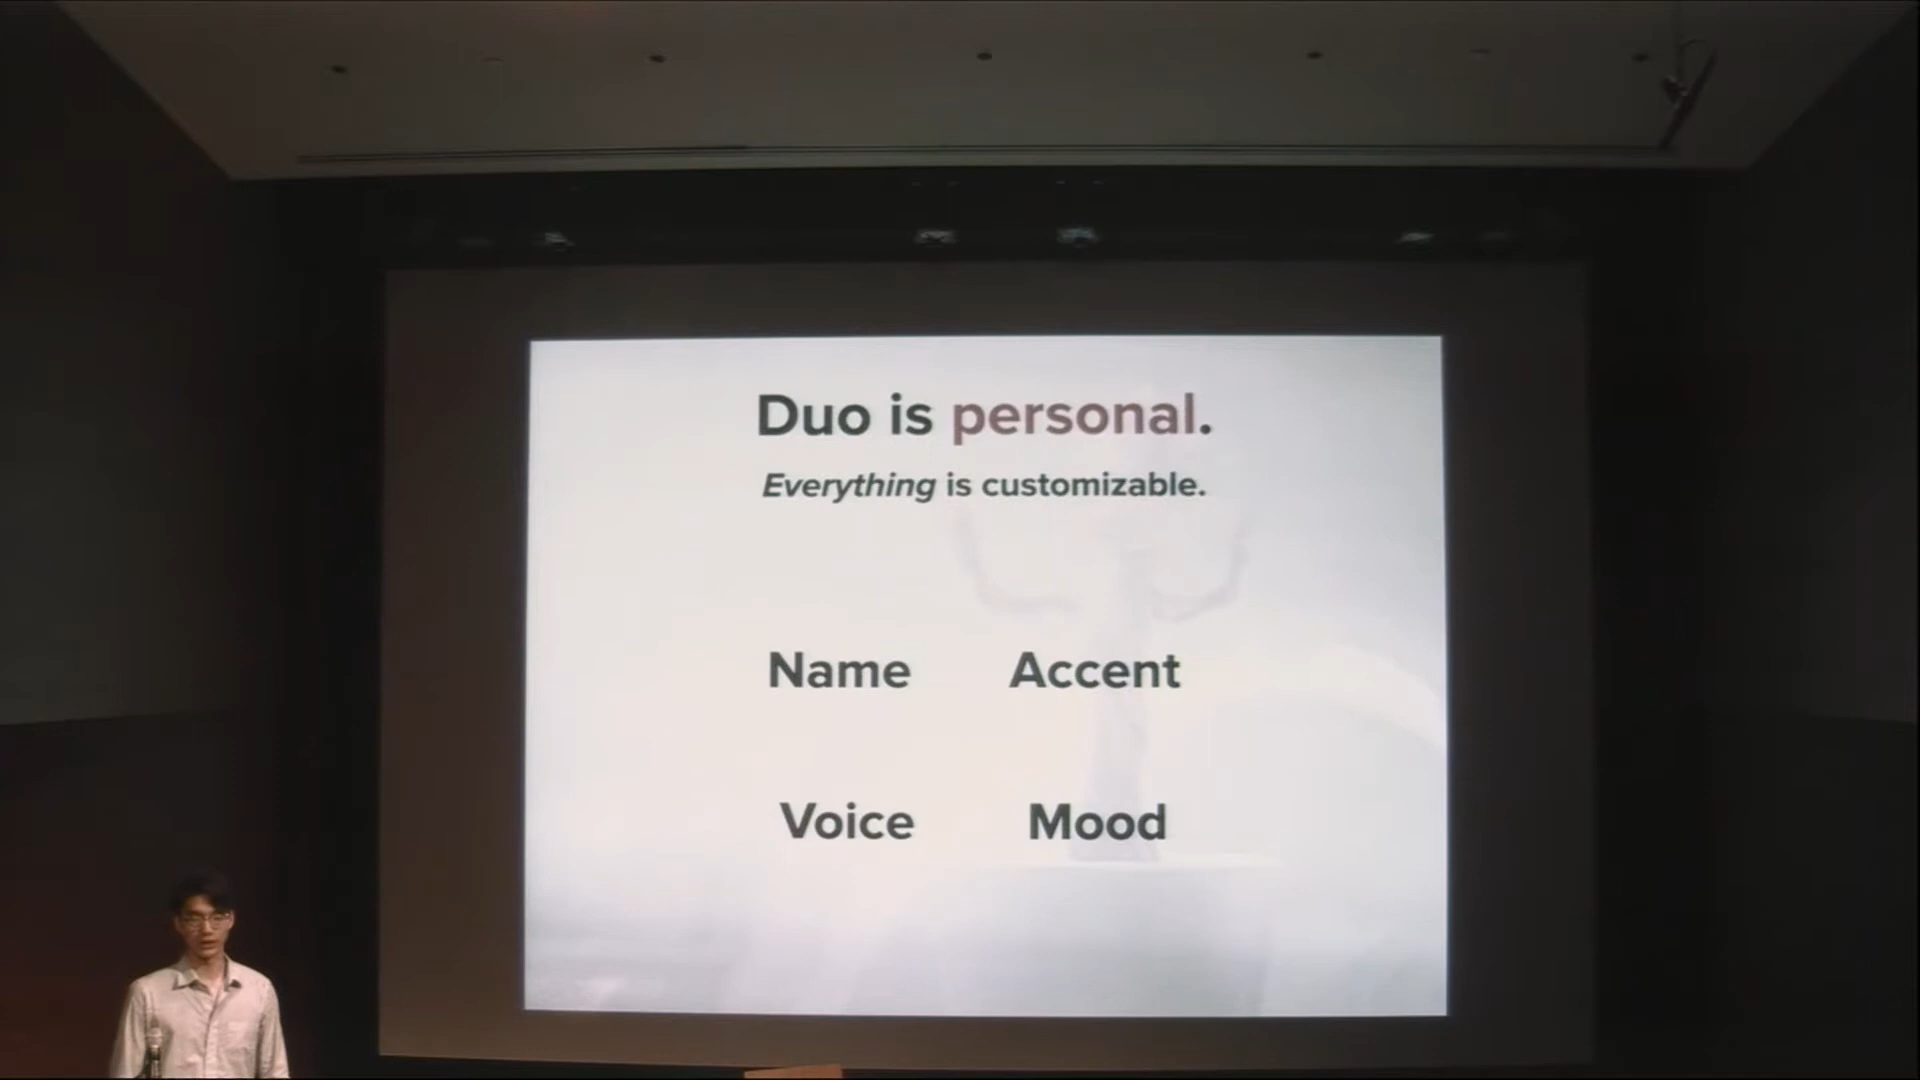 Duo is personal.
Everything is customizable.
Name Accent
Voice Mood